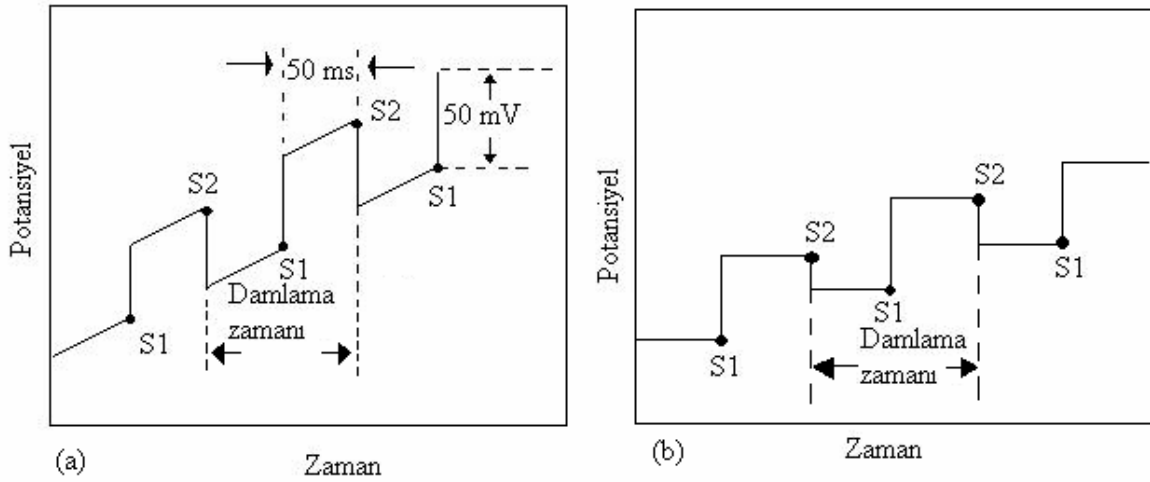 50 ms
S2
50 mV
S2
S1
S1
Damlama
zamanı
S1
Potansiyel
(a)
Zaman
S2
S2
S1
S1
Damlama
zamanı
S1
Potansiyel
(b)
Zaman